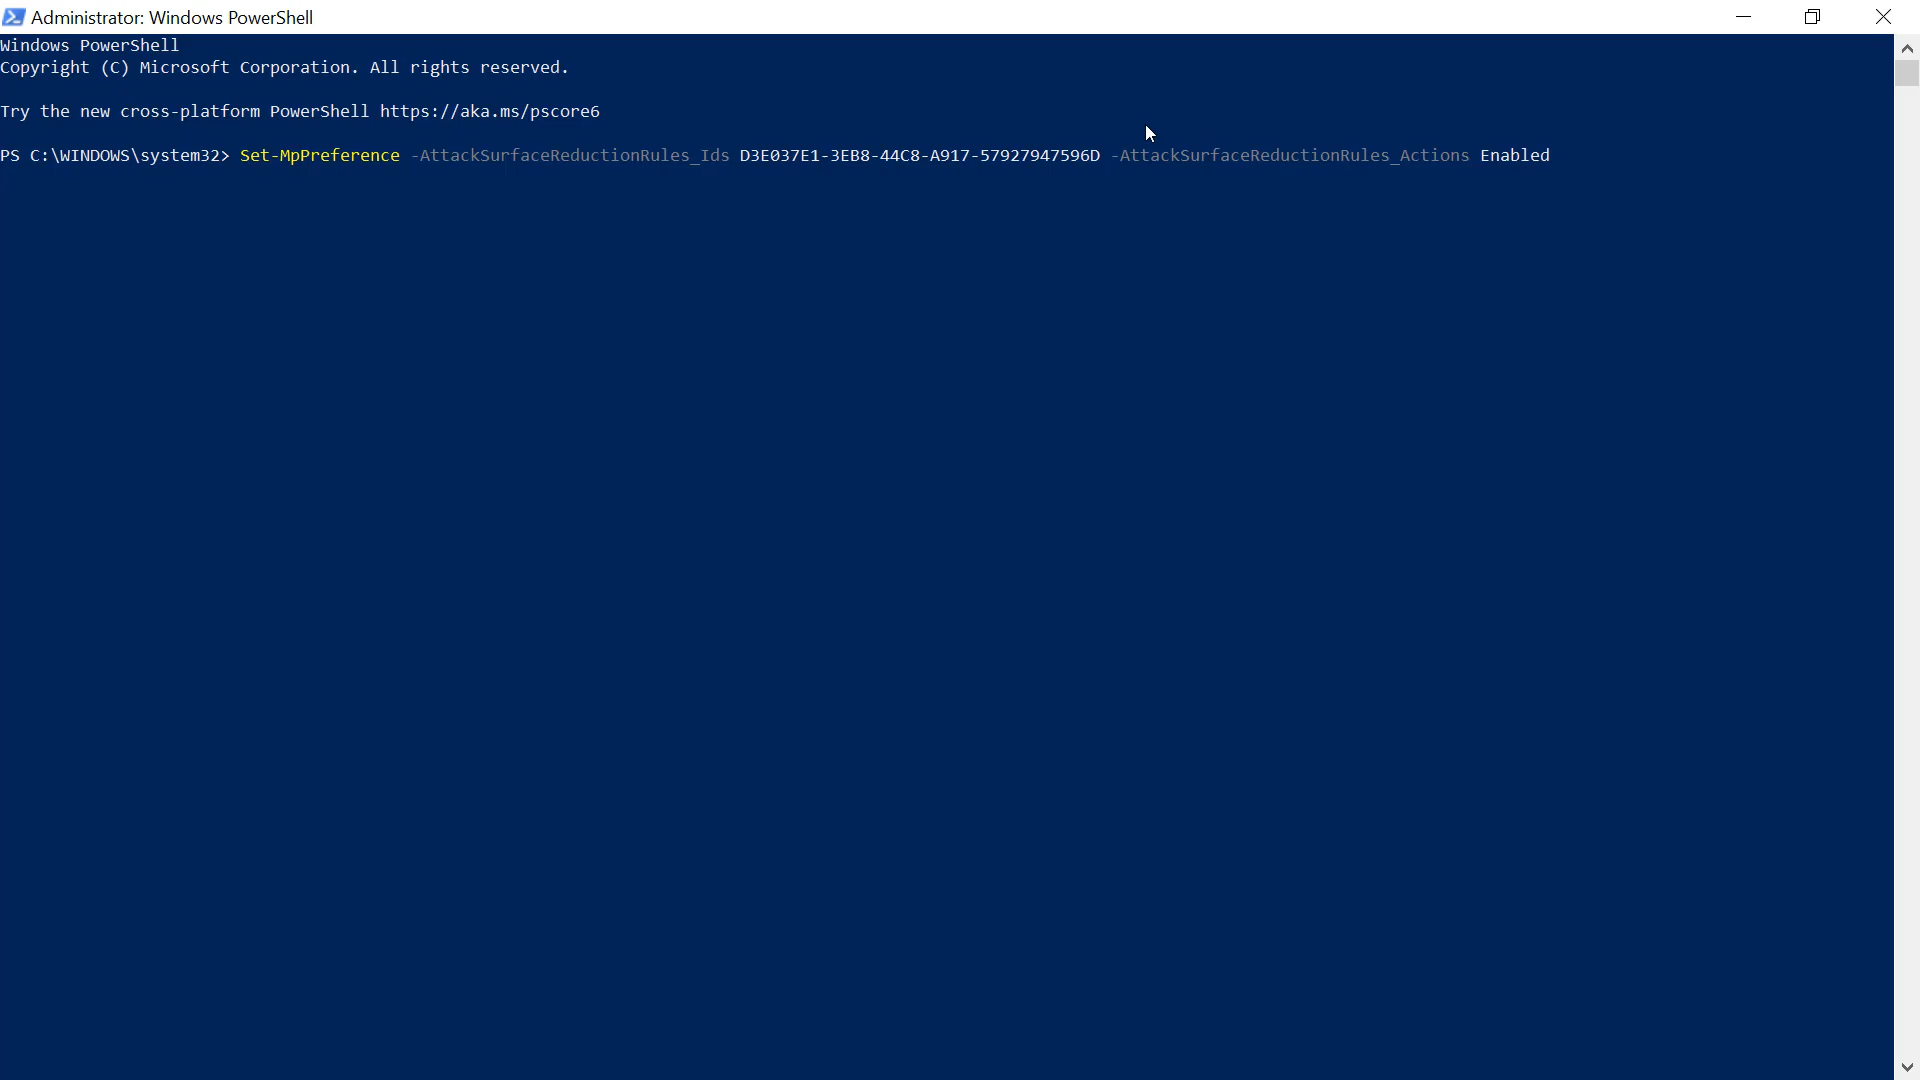 Administrator: Windows PowerShell
Windows PowerShell
Copyright (C) Microsoft Corporation. All rights reserved.
Try the new cross-platform PowerShell https://aka.ms/pscore6
PS C:\WINDOWS\system32> Set-MpPreference -AttackSurfaceReductionRules_Ids D3E037E1-3EB8-44C8-A917-57927947596D -AttackSurfaceReductionRules_Actions Enabled